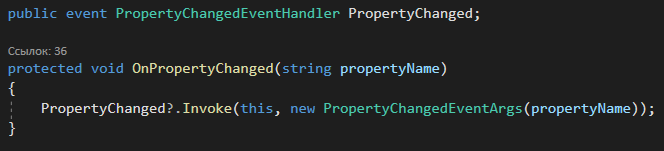 public event PropertyChangedEventHandler PropertyChanged;
Ссылок: 36
protected void OnPropertyChanged(string propertyName)
{
PropertyChanged?.Invoke(this, new PropertyChangedEventArgs(propertyName));
}